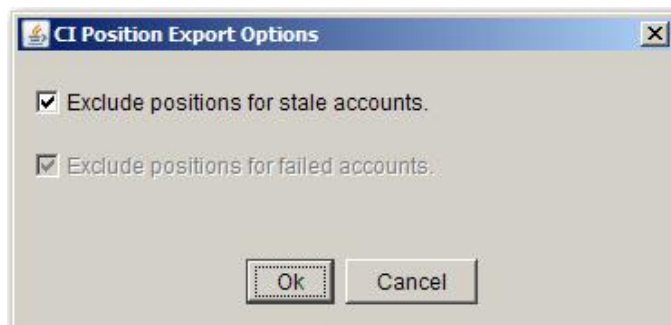 CI Position Export Options
Exclude positions for stale accounts.
Exclude positions for failed accounts.
Ok
Cancel